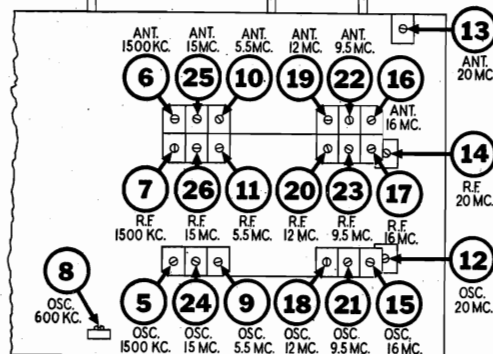 ANT. ANT. ANT. ANT. ANT.
1500 KC. 15 MC. 5.5 MC. 12 MC. 9.5 MC.
13
ANT.
20 MC.
6 25 10 19 22 16
ANT.
16 MC.
14
R.F.
20 MC.
7 26 11 20 23 17
R.F. R.F. R.F. R.F. R.F. R.F.
1500 KC. 15 MC. 5.5 MC. 12 MC. 9.5 MC. 16 MC.
8
OSC.
600 KC.
12
OSC.
20 MC.
5 24 9 18 21 15
OSC. OSC. OSC. OSC. OSC. OSC.
1500 KC. 15 MC. 5.5 MC. 12 MC. 9.5 MC. 16 MC.